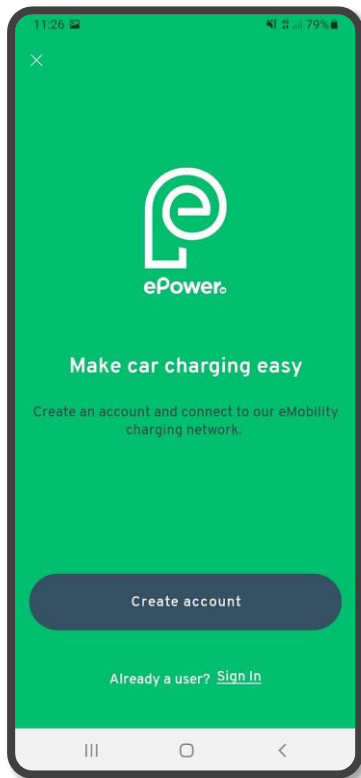 11:26
79%
ePower
Make car charging easy
Create an account and connect to our eMobility
charging network.
Create account
Already a user? Sign In